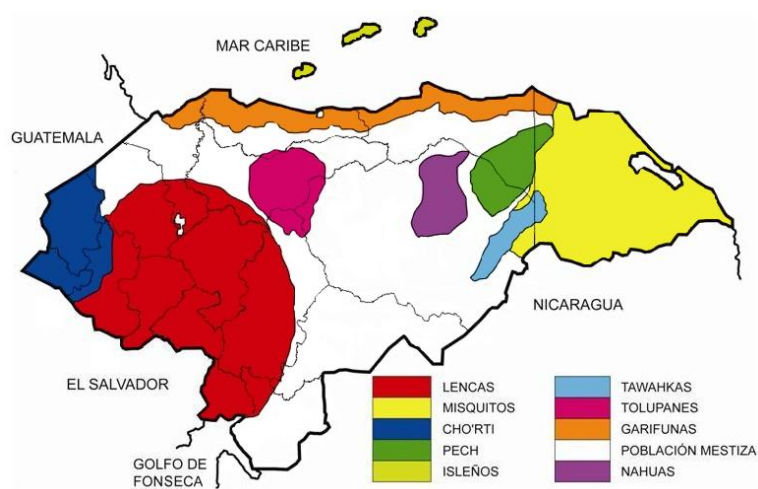 MAR CARIBE
GUATEMALA
NICARAGUA
EL SALVADOR
GOLFO DE
FONSECA
LENCAS
MISQUITOS
CHO'RTI
PECH
ISLEÑOS
TAWAHKAS
TOLUPANES
GARIFUNAS
POBLACIÓN MESTIZA
NAHUAS